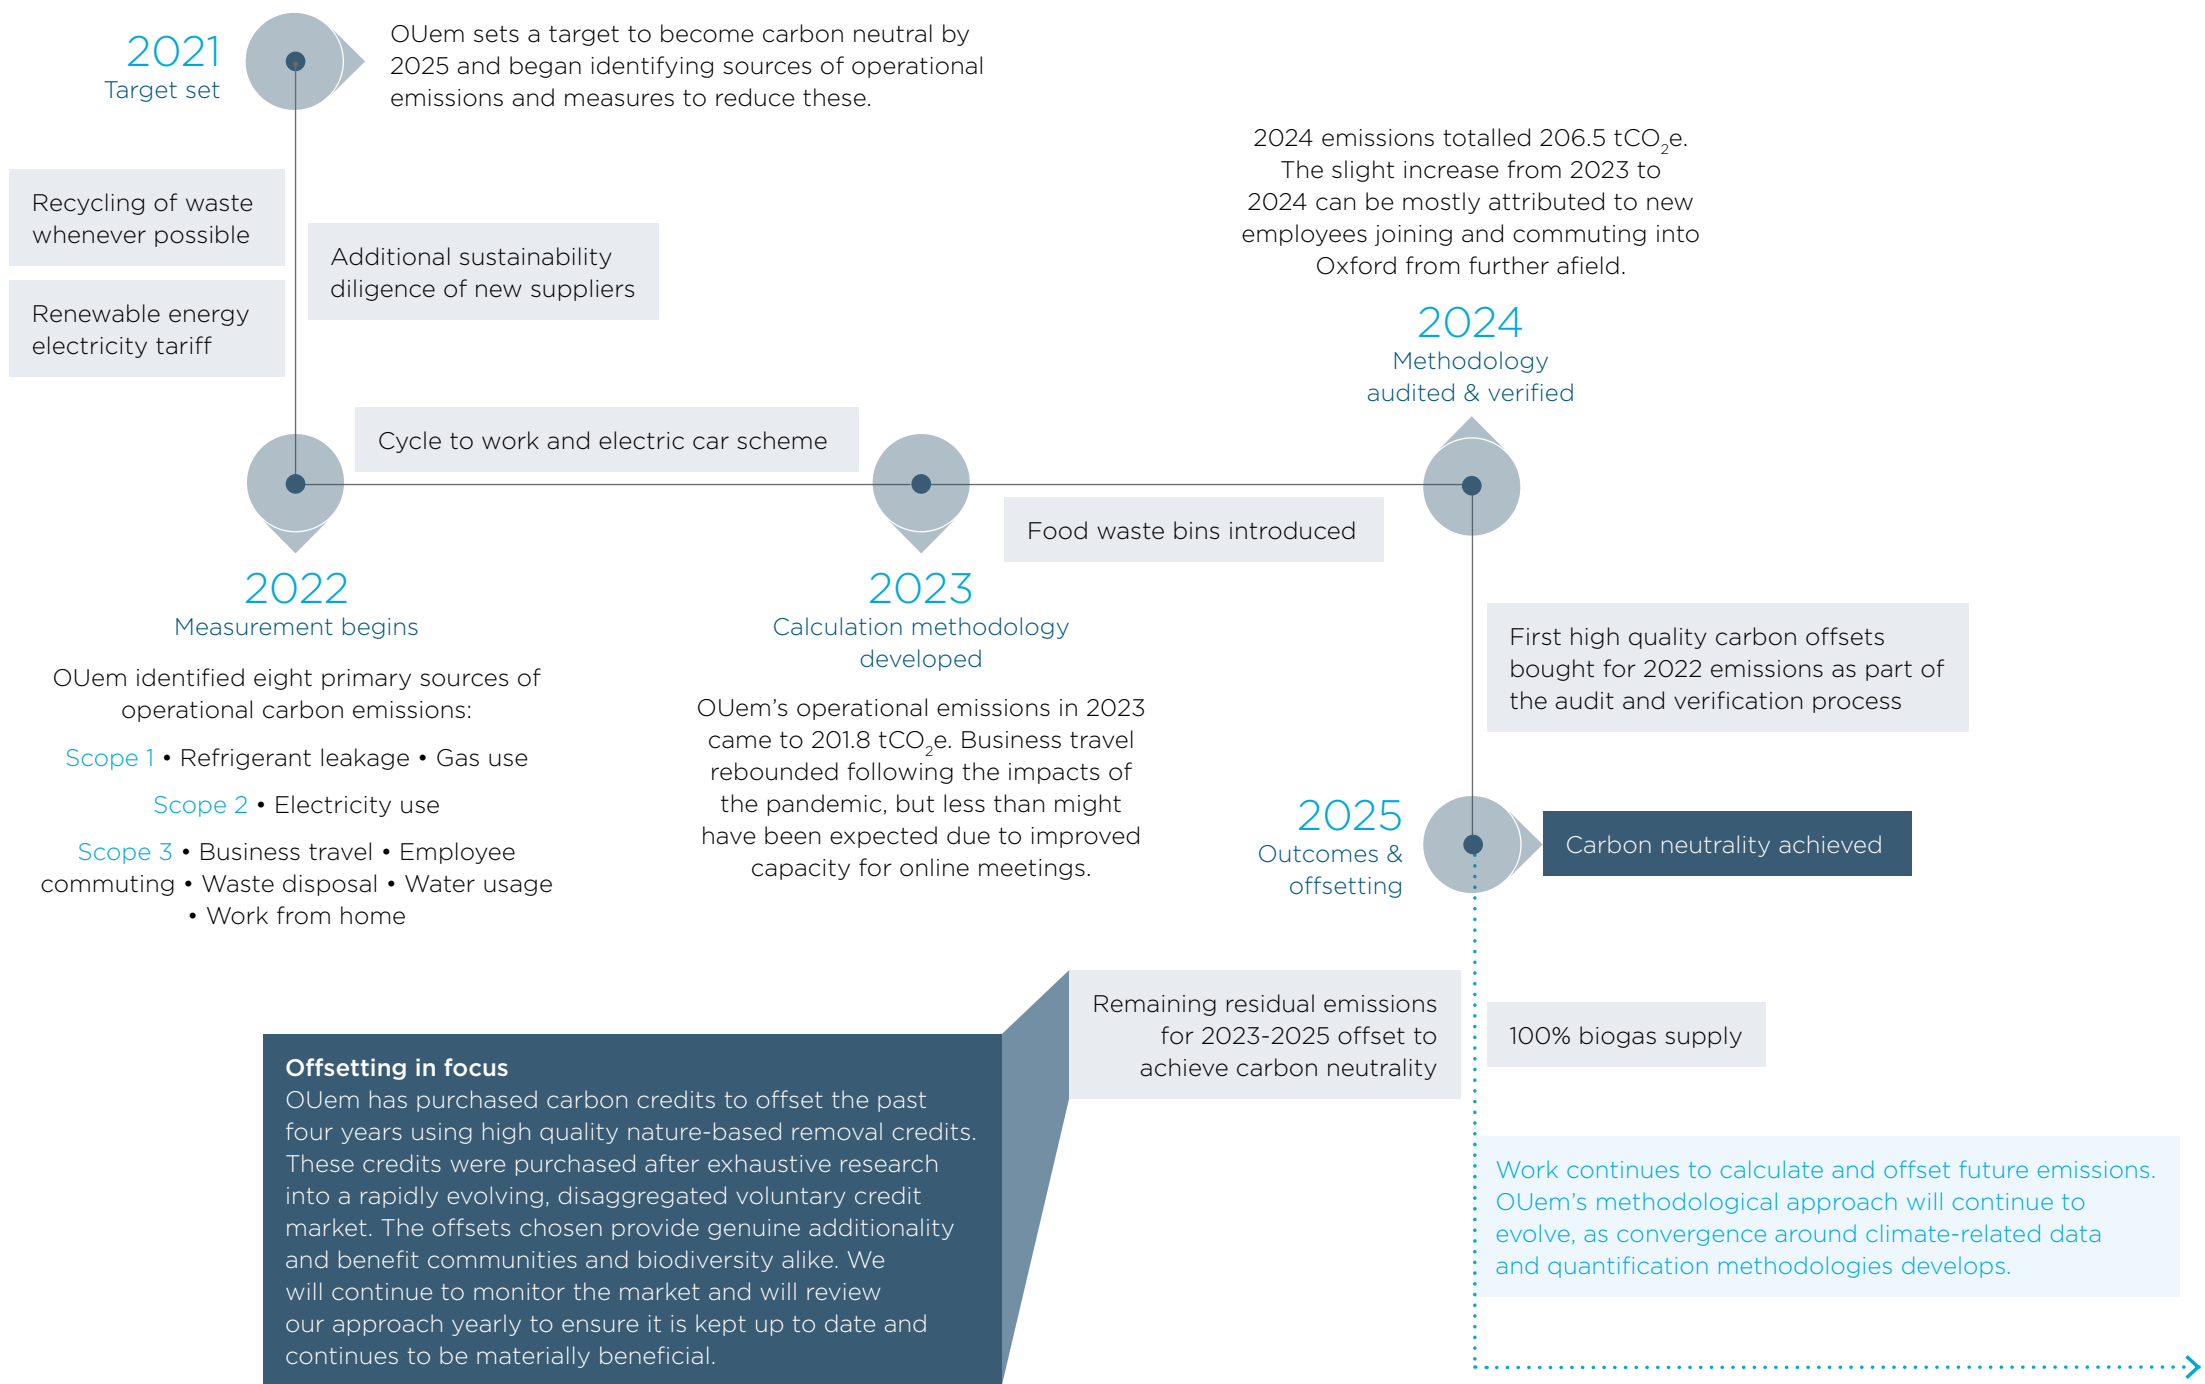 2021
Target set
OUem sets a target to become carbon neutral by
2025 and began identifying sources of operational
emissions and measures to reduce these.
Recycling of waste
whenever possible
Additional sustainability
diligence of new suppliers
Renewable energy
electricity tariff
Cycle to work and electric car scheme
2022
Measurement begins
OUem identified eight primary sources of
operational carbon emissions:
Scope 1 • Refrigerant leakage • Gas use
Scope 2 • Electricity use
Scope 3 • Business travel • Employee
commuting • Waste disposal • Water usage
• Work from home
2023
Calculation methodology
developed
OUem’s operational emissions in 2023
came to 201.8 tCO₂e. Business travel
rebounded following the impacts of
the pandemic, but less than might
have been expected due to improved
capacity for online meetings.
Food waste bins introduced
2024 emissions totalled 206.5 tCO₂e.
The slight increase from 2023 to
2024 can be mostly attributed to new
employees joining and commuting into
Oxford from further afield.
2024
Methodology
audited & verified
First high quality carbon offsets
bought for 2022 emissions as part of
the audit and verification process
2025
Outcomes &
offsetting
Carbon neutrality achieved
Remaining residual emissions
for 2023-2025 offset to
achieve carbon neutrality
100% biogas supply
Offsetting in focus
OUem has purchased carbon credits to offset the past
four years using high quality nature-based removal credits.
These credits were purchased after exhaustive research
into a rapidly evolving, disaggregated voluntary credit
market. The offsets chosen provide genuine additionality
and benefit communities and biodiversity alike. We
will continue to monitor the market and will review
our approach yearly to ensure it is kept up to date and
continues to be materially beneficial.
Work continues to calculate and offset future emissions.
OUem’s methodological approach will continue to
evolve, as convergence around climate-related data
and quantification methodologies develops.